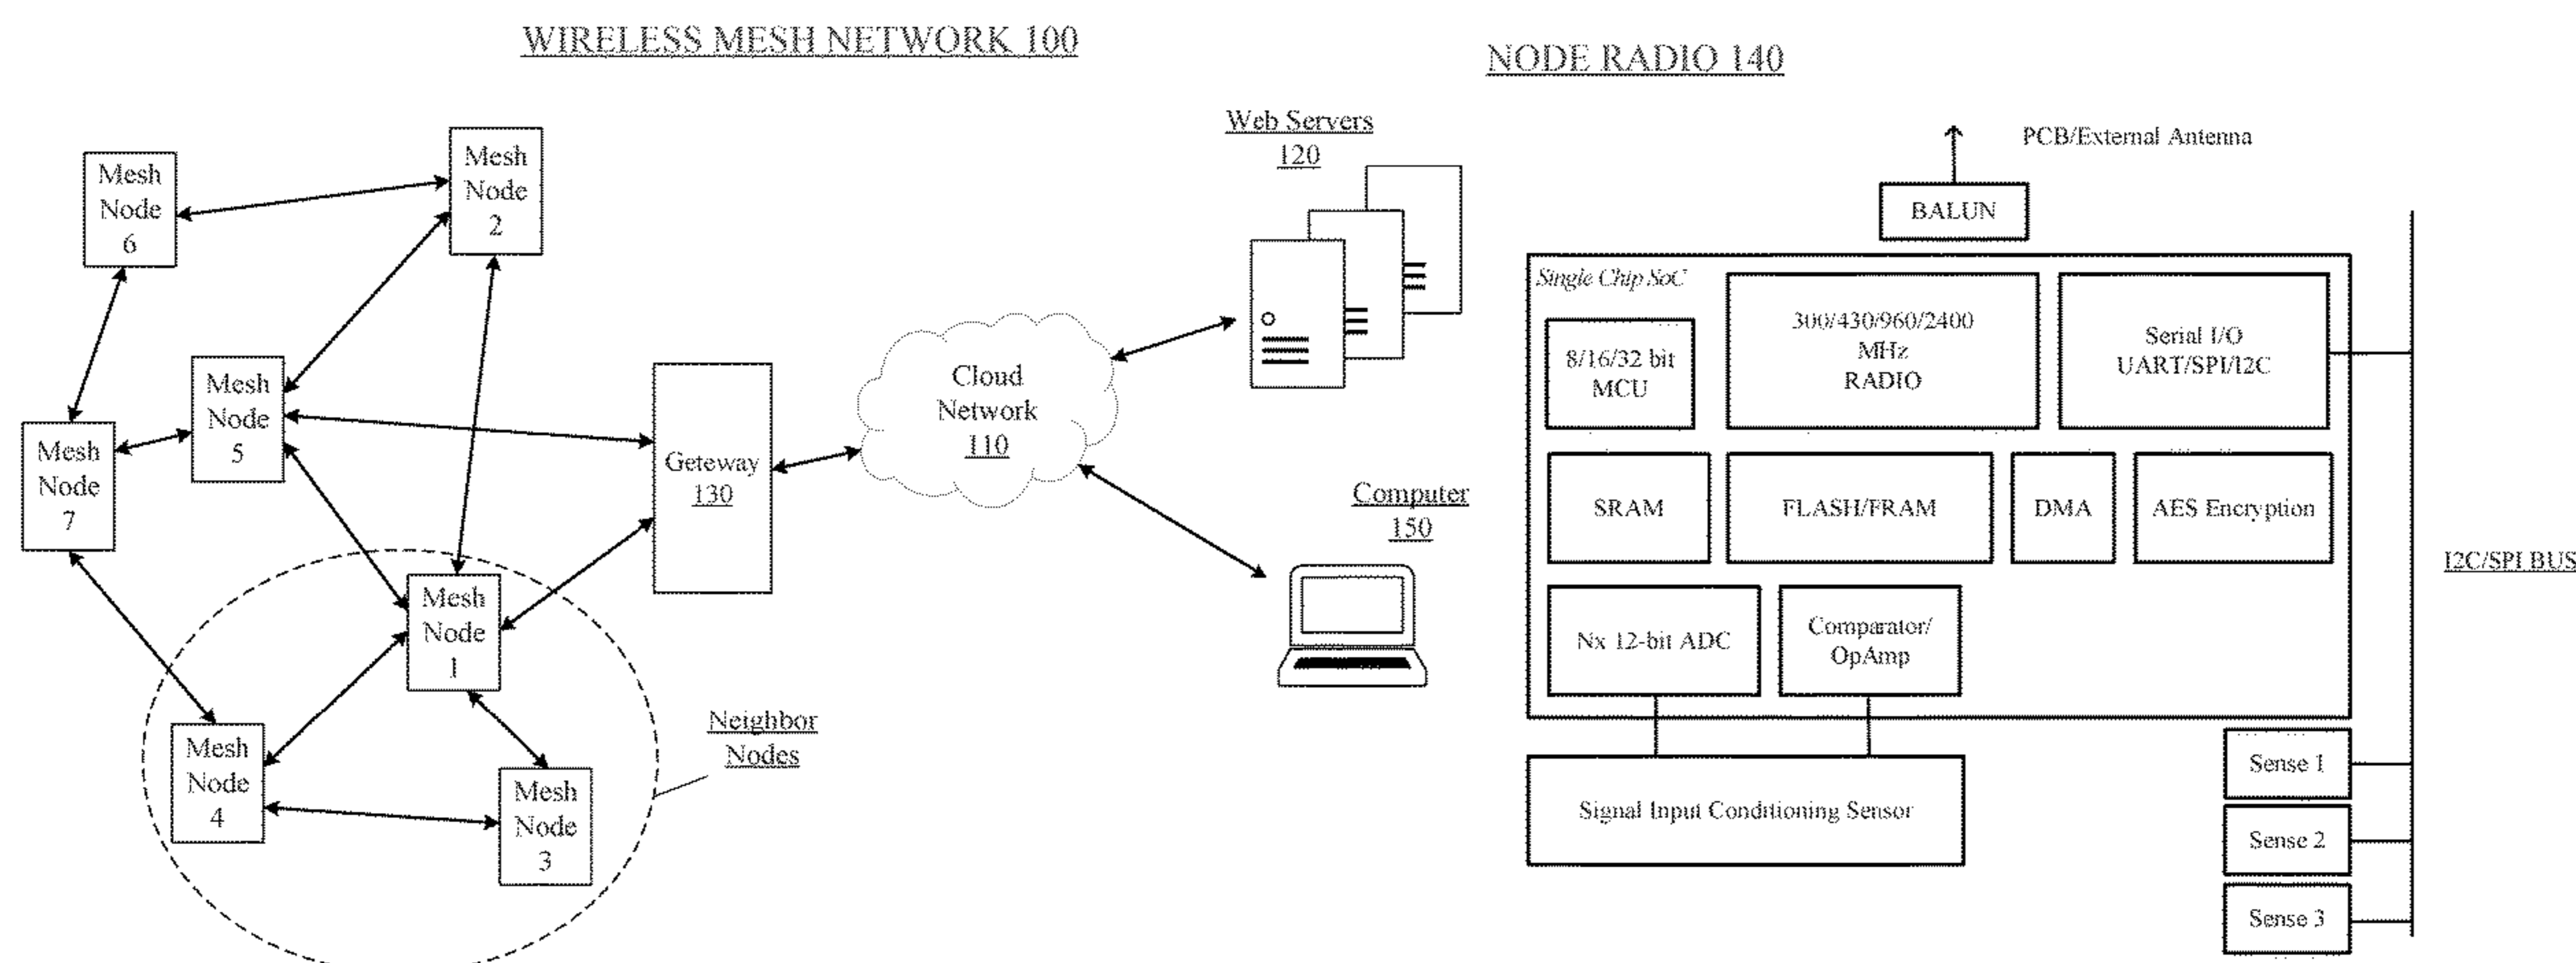 WIRELESS MESH NETWORK 100
Mesh
Node
6
Mesh
Node
2
Mesh
Node
5
Mesh
Node
7
Mesh
Node
1
Mesh
Node
4
Mesh
Node
3
Neighbor
Nodes
Geteway
130
Cloud
Network
110
Web Servers
120
Computer
150
NODE RADIO 140
PCB/External Antenna
BALUN
Single Chip SoC
8/16/32 bit
MCU
300/430/960/2400
MHz
RADIO
Serial I/O
UART/SPI/I2C
SRAM
FLASH/FRAM
DMA
AES Encryption
Nx 12-bit ADC
Comparator/
OpAmp
Signal Input Conditioning Sensor
I2C/SPI BUS
Sense 1
Sense 2
Sense 3